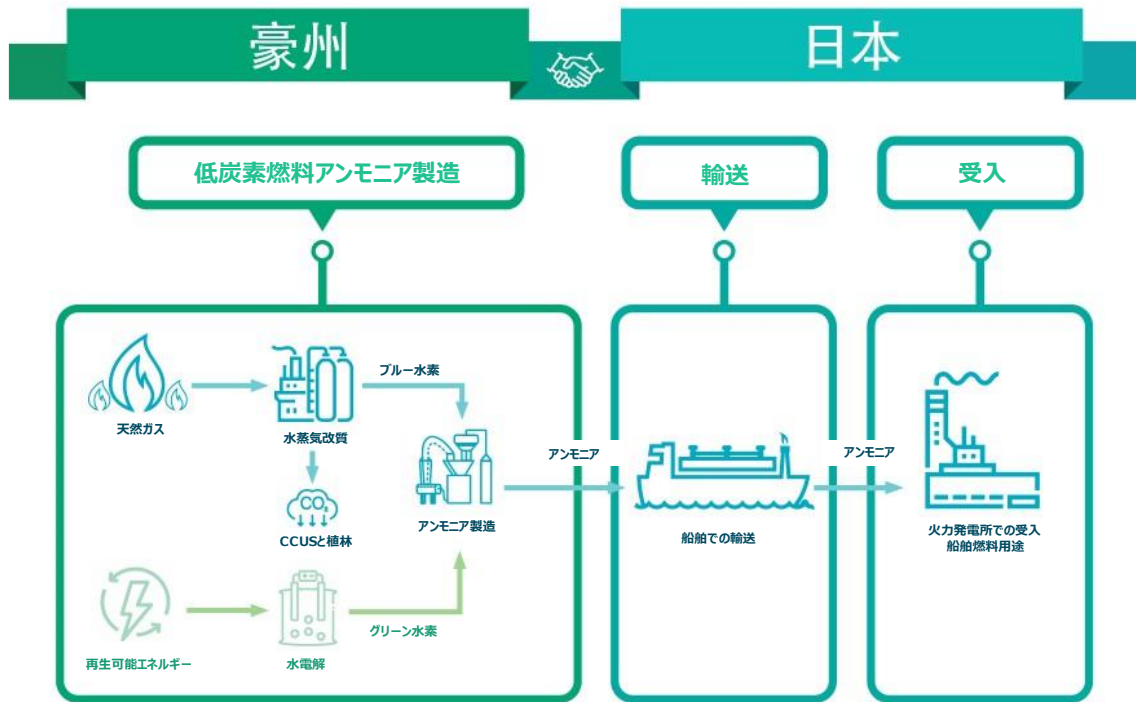 豪州
日本
低炭素燃料アンモニア製造
輸送
受入
天然ガス
水蒸気改質
ブルー水素
CO₂
CCUSと植林
アンモニア製造
再生可能エネルギー
水電解
グリーン水素
アンモニア
船舶での輸送
アンモニア
火力発電所での受入
船舶燃料用途